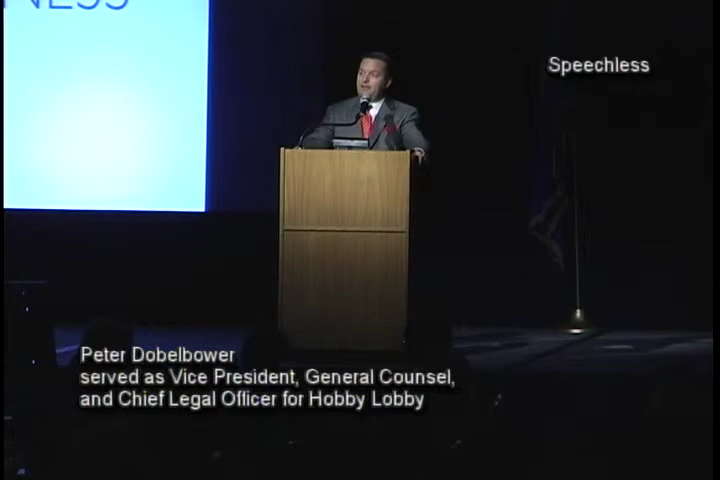 Speechless
Peter Dobelbower
served as Vice President, General Counsel,
and Chief Legal Officer for Hobby Lobby